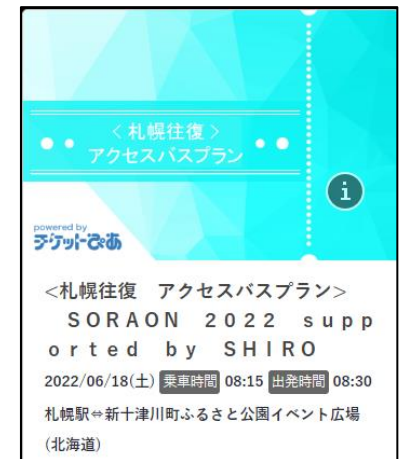 <札幌往復>
アクセスバスプラン
i
powered by
チケットぴあ
<札幌往復 アクセスバスプラン>
ＳＯＲＡＯＮ ２０２２ ｓｕｐｐ
ｏｒｔｅｄ ｂｙ ＳＨＩＲＯ
2022/06/18(土) 乗車時間 08:15 出発時間 08:30
札幌駅⇔新十津川町ふるさと公園イベント広場
(北海道)